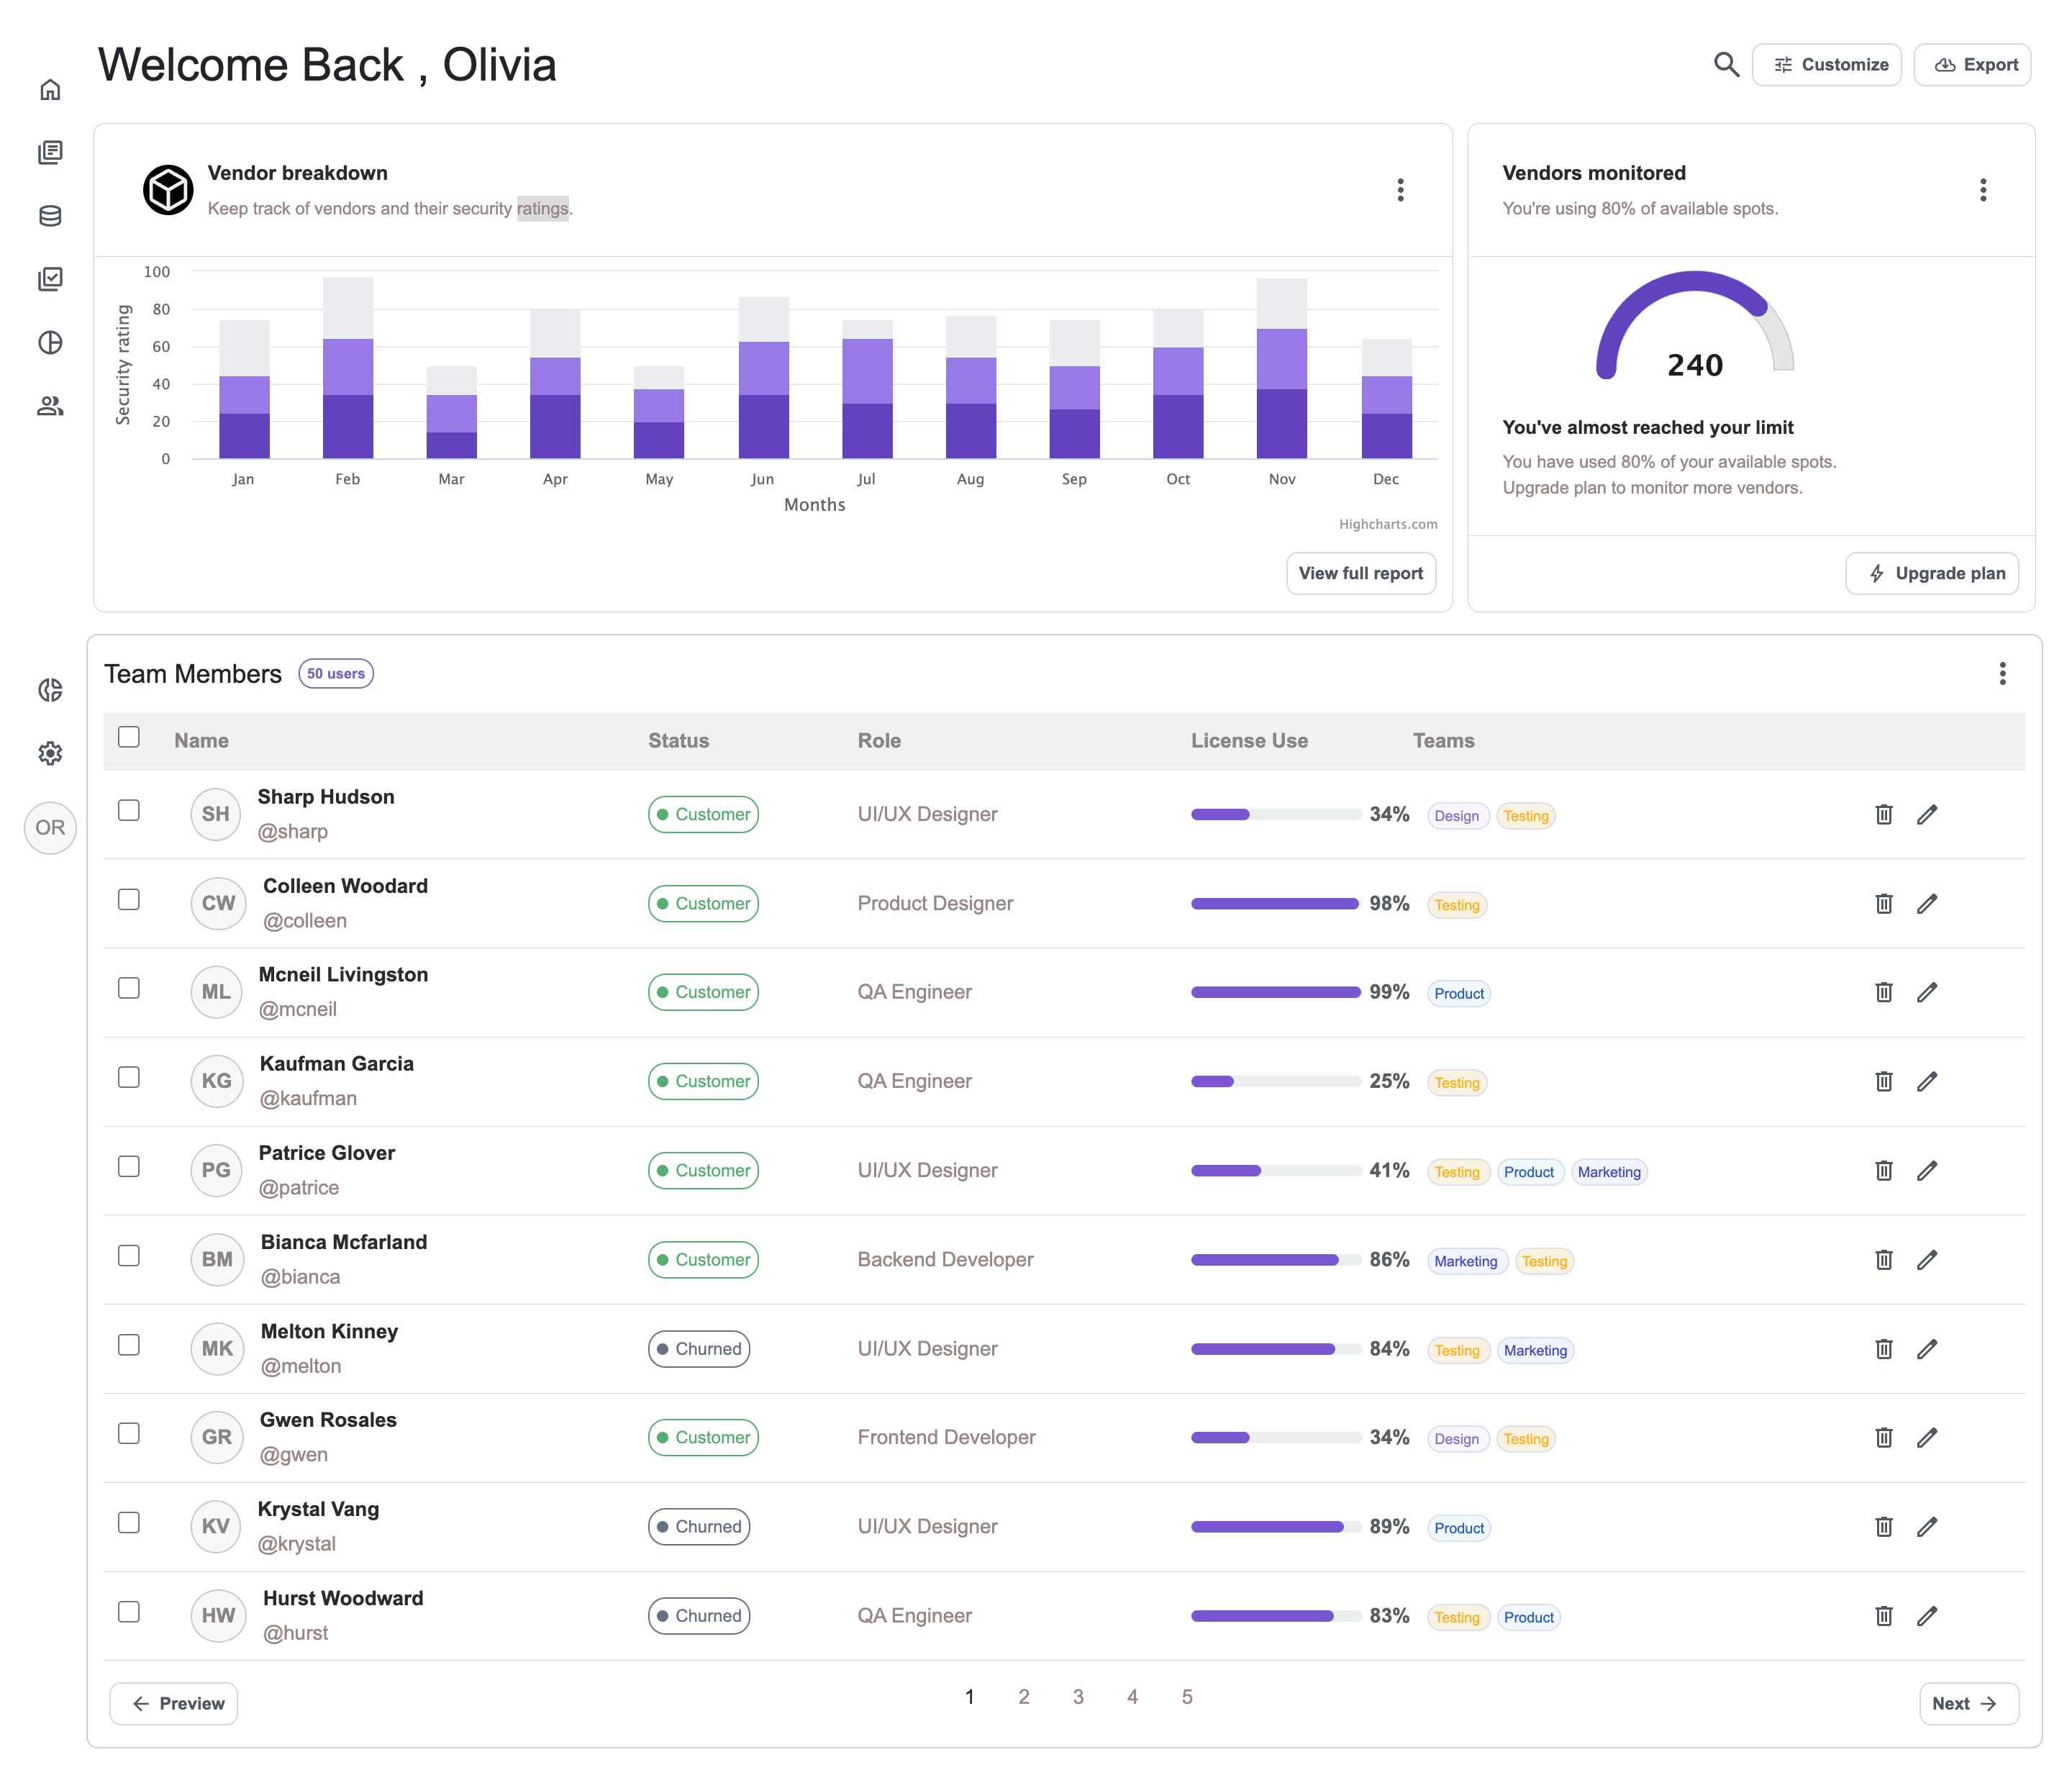 Welcome Back , Olivia
Customize
Export
Vendor breakdown
Keep track of vendors and their security ratings.
Security rating
100
80
60
40
20
0
Jan Feb Mar Apr May Jun Jul Aug Sep Oct Nov Dec
Months
Highcharts.com
View full report
Vendors monitored
You're using 80% of available spots.
240
You've almost reached your limit
You have used 80% of your available spots.
Upgrade plan to monitor more vendors.
Upgrade plan
Team Members 50 users
Name Status Role License Use Teams
OR
SH Sharp Hudson
@sharp
Customer UI/UX Designer 34% Design Testing
CW Colleen Woodard
@colleen
Customer Product Designer 98% Testing
ML Mcneil Livingston
@mcneil
Customer QA Engineer 99% Product
KG Kaufman Garcia
@kaufman
Customer QA Engineer 25% Testing
PG Patrice Glover
@patrice
Customer UI/UX Designer 41% Testing Product Marketing
BM Bianca Mcfarland
@bianca
Customer Backend Developer 86% Marketing Testing
MK Melton Kinney
@melton
Churned UI/UX Designer 84% Testing Marketing
GR Gwen Rosales
@gwen
Customer Frontend Developer 34% Design Testing
KV Krystal Vang
@krystal
Churned UI/UX Designer 89% Product
HW Hurst Woodward
@hurst
Churned QA Engineer 83% Testing Product
Preview 1 2 3 4 5 Next